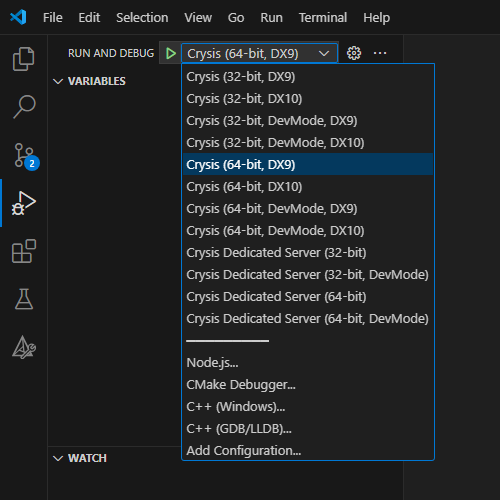 File Edit Selection View Go Run Terminal Help
RUN AND DEBUG Crysis (64-bit, DX9)
VARIABLES
Crysis (32-bit, DX9)
Crysis (32-bit, DX10)
Crysis (32-bit, DevMode, DX9)
Crysis (32-bit, DevMode, DX10)
Crysis (64-bit, DX9)
Crysis (64-bit, DX10)
Crysis (64-bit, DevMode, DX9)
Crysis (64-bit, DevMode, DX10)
Crysis Dedicated Server (32-bit)
Crysis Dedicated Server (32-bit, DevMode)
Crysis Dedicated Server (64-bit)
Crysis Dedicated Server (64-bit, DevMode)
Node.js...
CMake Debugger...
C++ (Windows)...
C++ (GDB/LLDB)...
Add Configuration...
WATCH
2